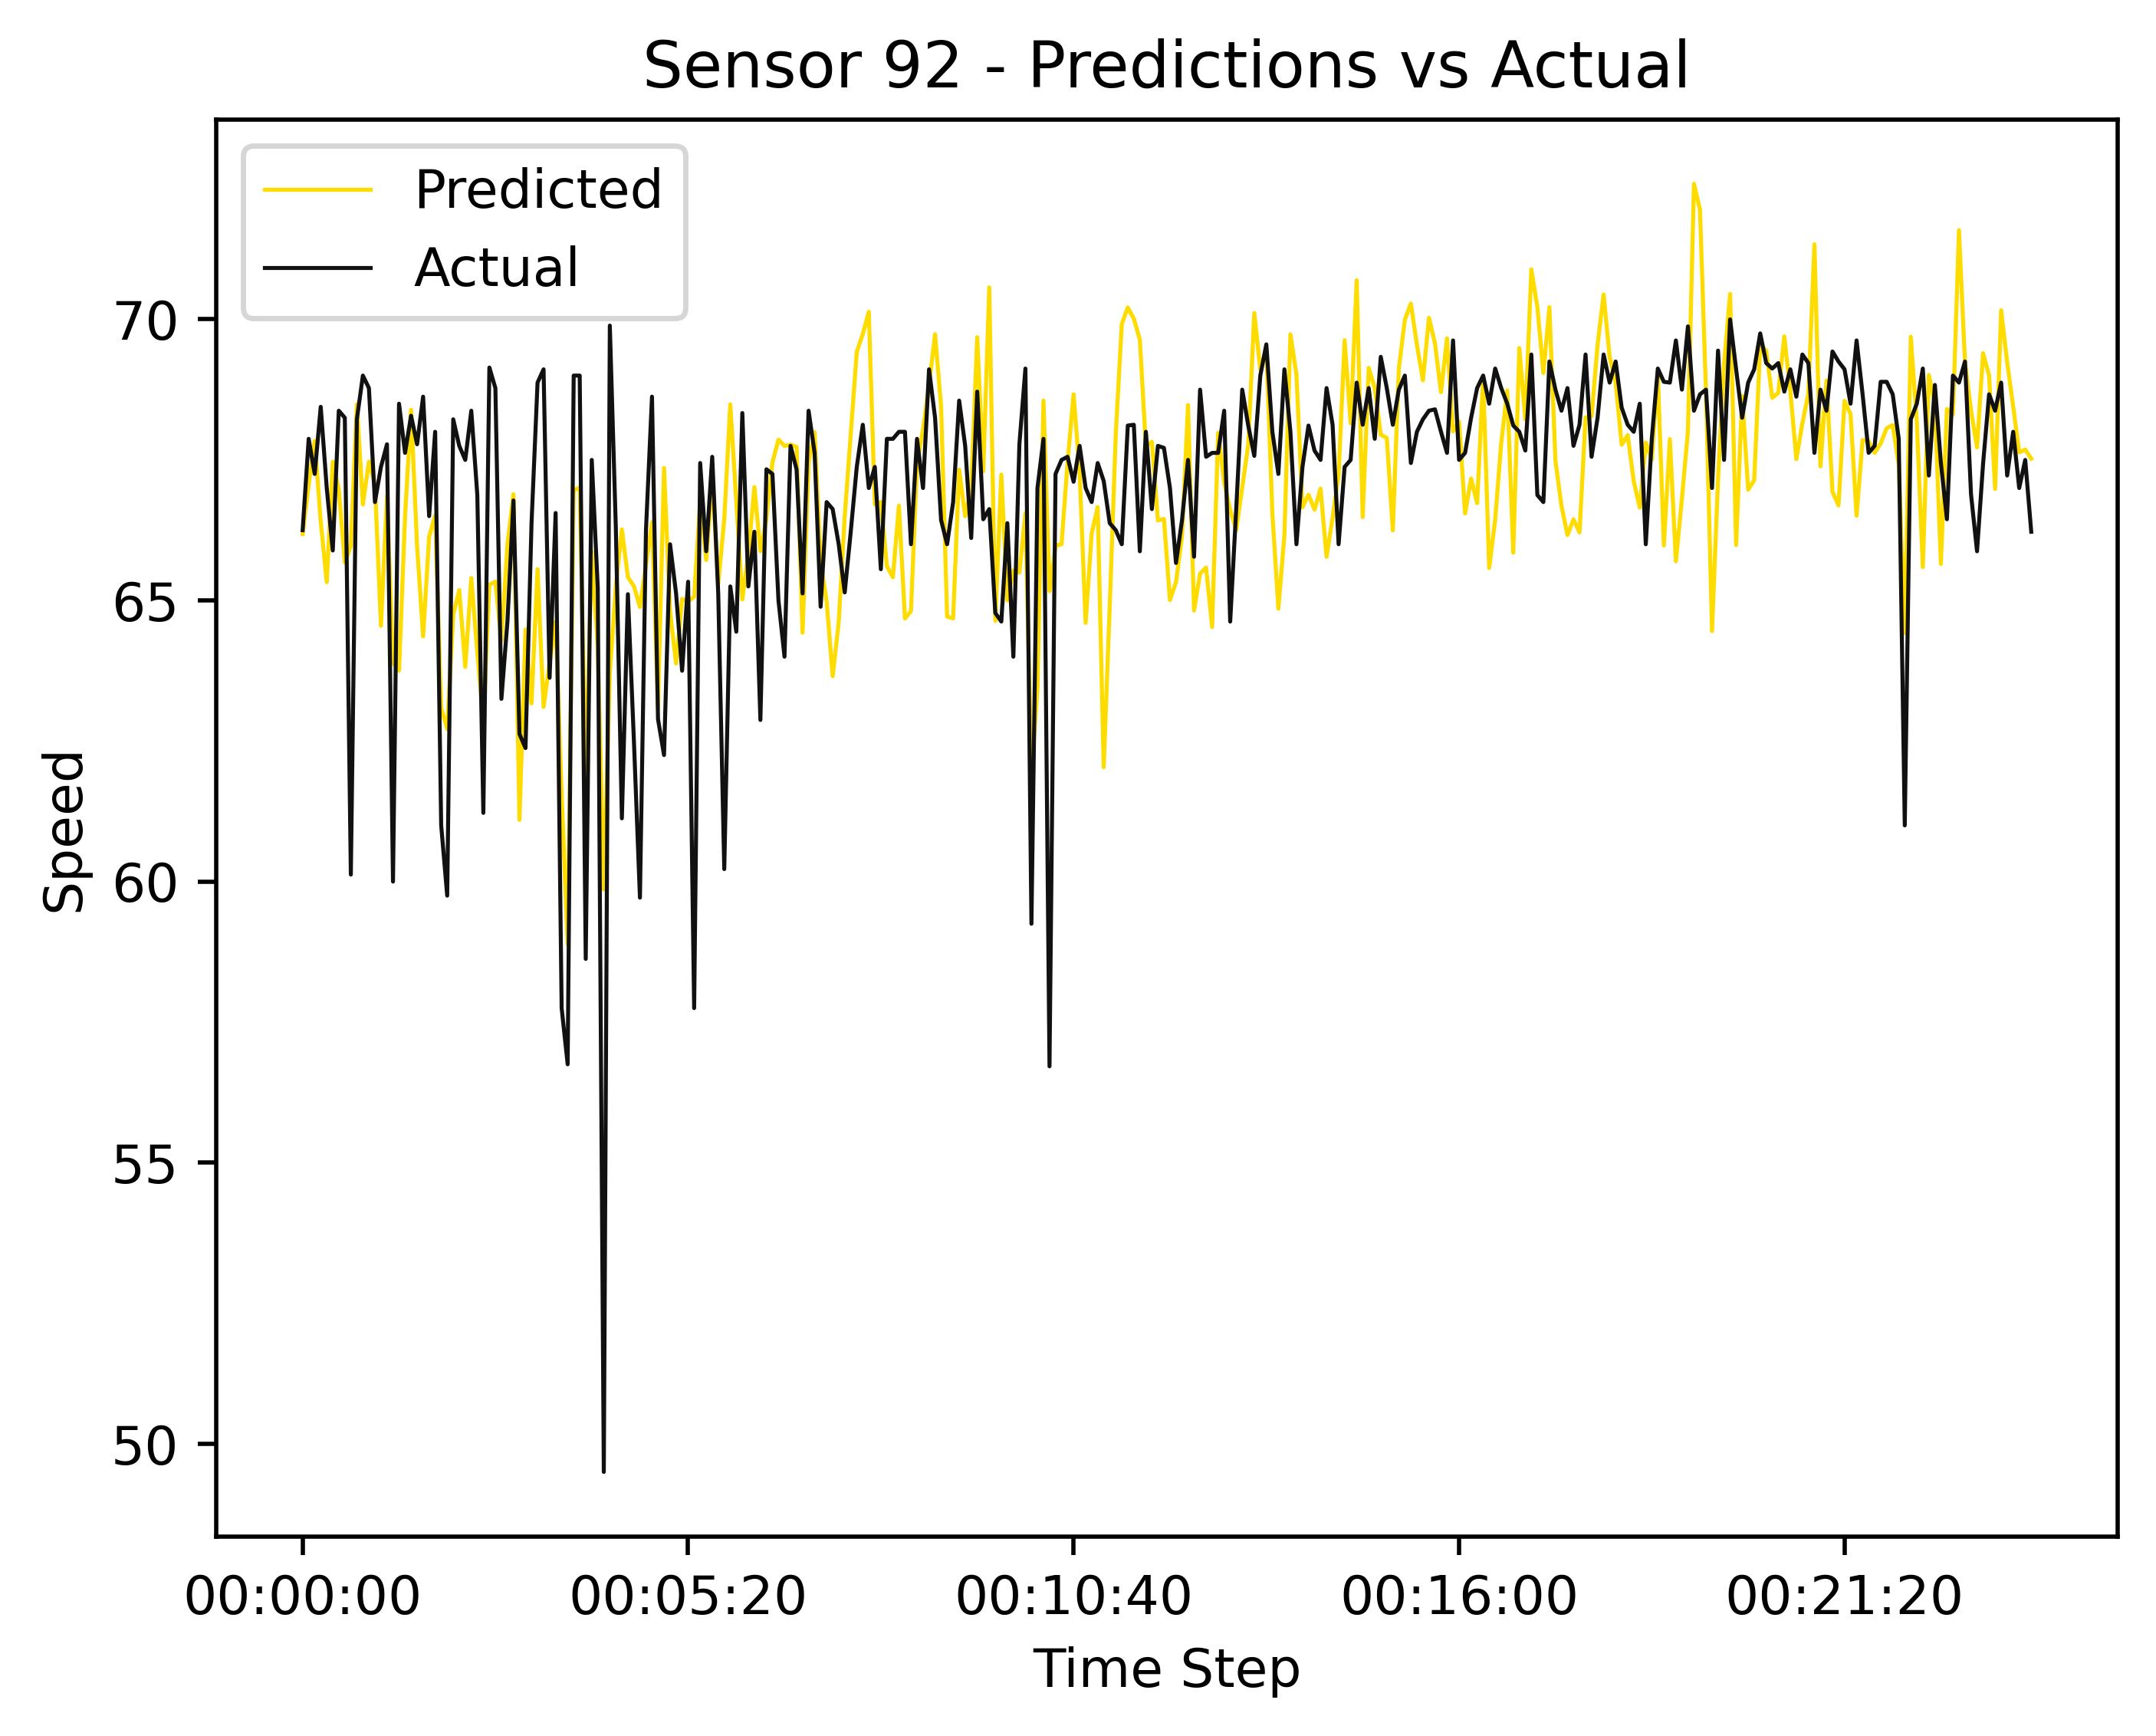 Sensor 92 - Predictions vs Actual
Predicted
Actual
70
65
60
55
50
Speed
00:00:00 00:05:20 00:10:40 00:16:00 00:21:20
Time Step